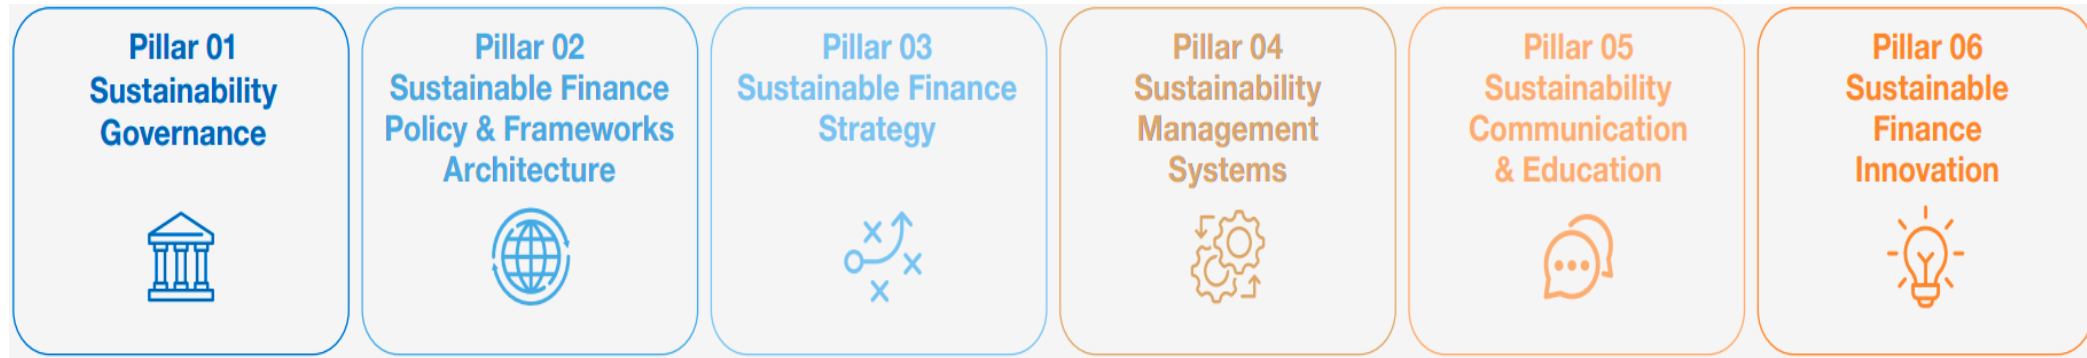 Pillar 01
Sustainability
Governance
Pillar 02
Sustainable Finance
Policy & Frameworks
Architecture
Pillar 03
Sustainable Finance
Strategy
Pillar 04
Sustainability
Management
Systems
Pillar 05
Sustainability
Communication
& Education
Pillar 06
Sustainable
Finance
Innovation